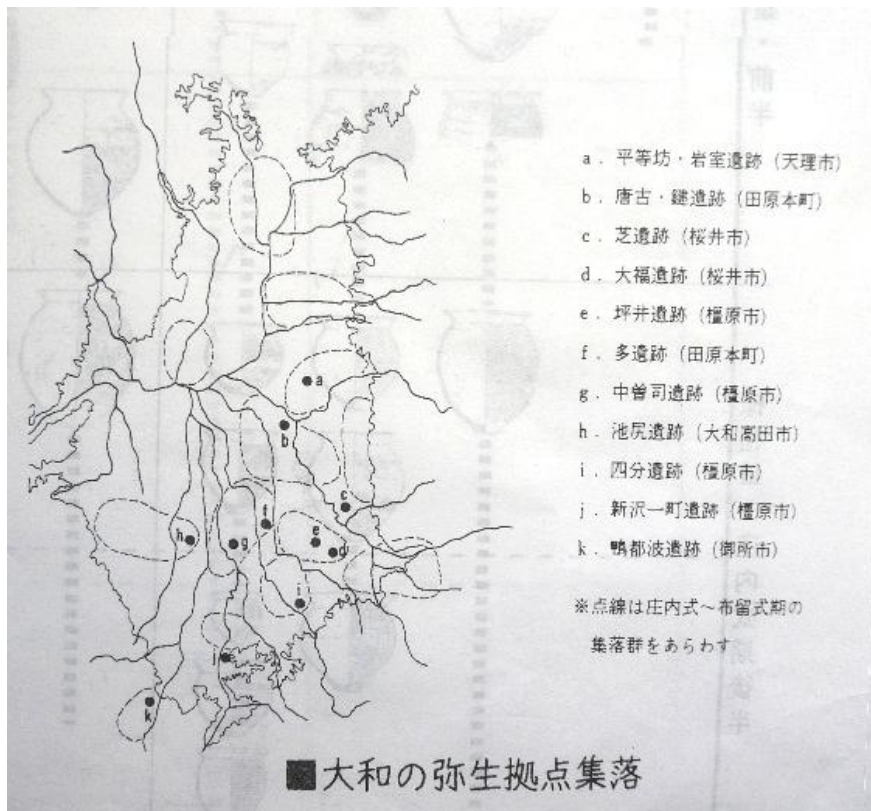 a．平等坊・岩室遺跡（天理市）
b．唐古・鍵遺跡（田原本町）
c．芝遺跡（桜井市）
d．大福遺跡（桜井市）
e．坪井遺跡（橿原市）
f．多遺跡（田原本町）
g．中曽司遺跡（橿原市）
h．池尻遺跡（大和高田市）
i．四分遺跡（橿原市）
j．新沢一町遺跡（橿原市）
k．鴨都波遺跡（御所市）
※点線は庄内式～布留式期の
集落群をあらわす
a
b
c
f
e
d
h
g
i
j
k
■大和の弥生拠点集落